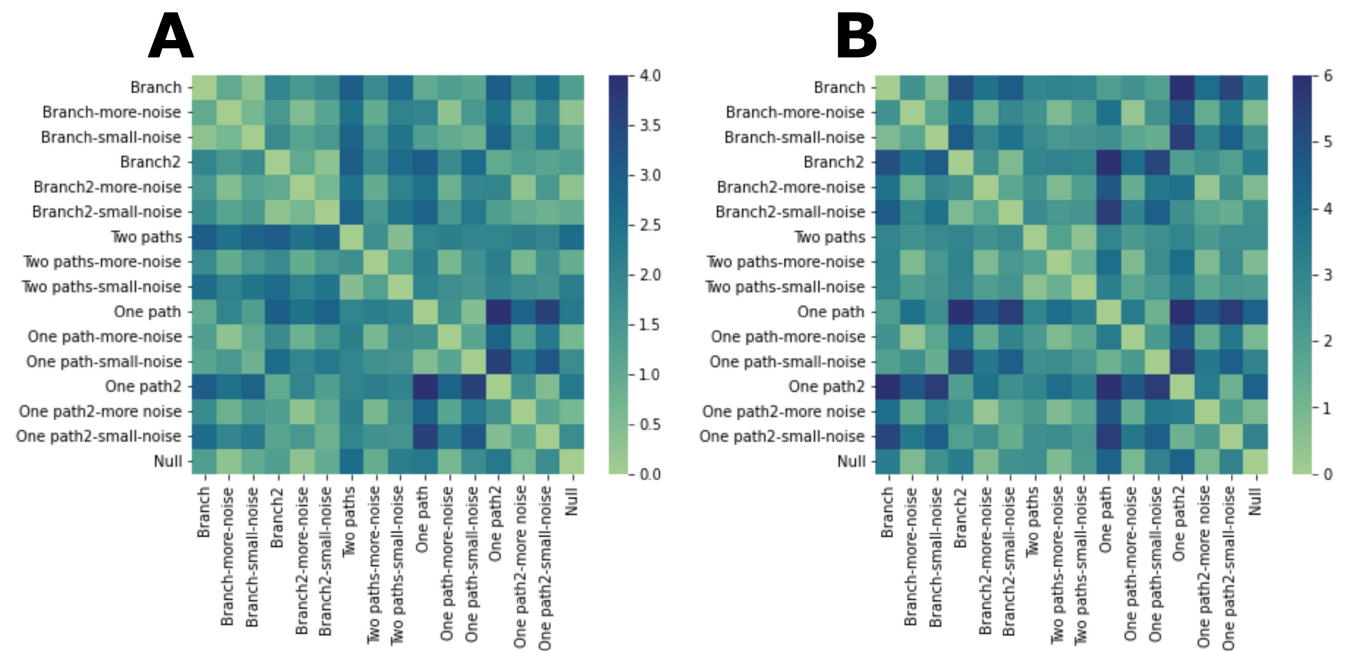 A
B
Branch
Branch-more-noise
Branch-small-noise
Branch2
Branch2-more-noise
Branch2-small-noise
Two paths
Two paths-more-noise
Two paths-small-noise
One path
One path-more-noise
One path-small-noise
One path2
One path2-more noise
One path2-small-noise
Null
4.0
3.5
3.0
2.5
2.0
1.5
1.0
0.5
0.0
Branch
Branch-more-noise
Branch-small-noise
Branch2
Branch2-more-noise
Branch2-small-noise
Two paths
Two paths-more-noise
Two paths-small-noise
One path
One path-more-noise
One path-small-noise
One path2
One path2-more noise
One path2-small-noise
Null
Branch
Branch-more-noise
Branch-small-noise
Branch2
Branch2-more-noise
Branch2-small-noise
Two paths
Two paths-more-noise
Two paths-small-noise
One path
One path-more-noise
One path-small-noise
One path2
One path2-more noise
One path2-small-noise
Null
6
5
4
3
2
1
0
Branch
Branch-more-noise
Branch-small-noise
Branch2
Branch2-more-noise
Branch2-small-noise
Two paths
Two paths-more-noise
Two paths-small-noise
One path
One path-more-noise
One path-small-noise
One path2
One path2-more noise
One path2-small-noise
Null